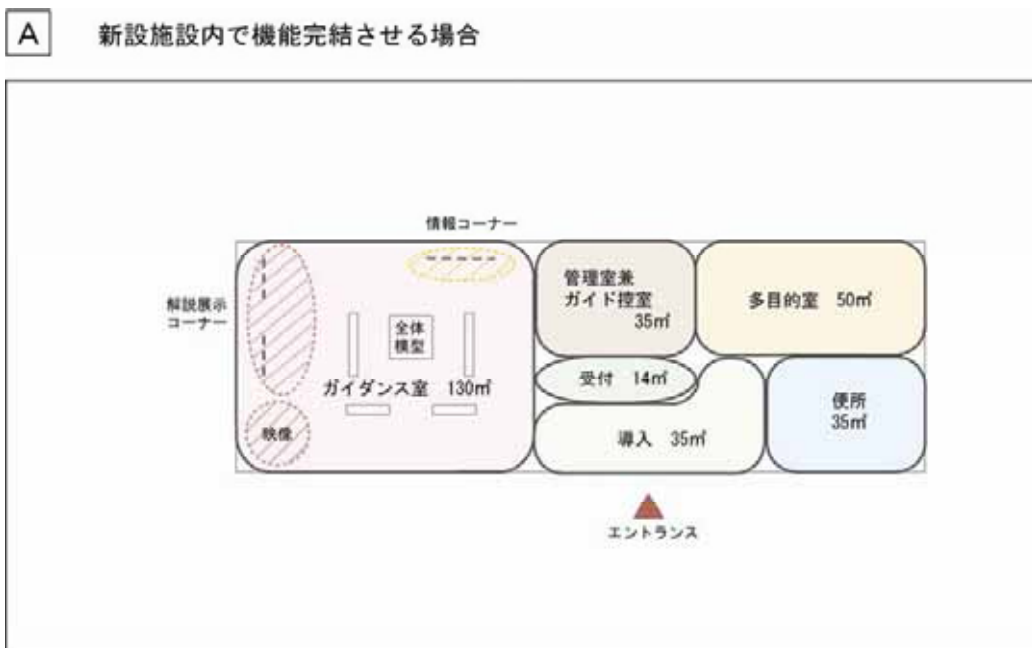 A 新設施設内で機能完結させる場合
情報コーナー
解説展示
コーナー
全体
模型
ガイダンス室 130㎡
映像
管理室兼
ガイド控室
35㎡
多目的室 50㎡
受付 14㎡
導入 35㎡
便所
35㎡
エントランス